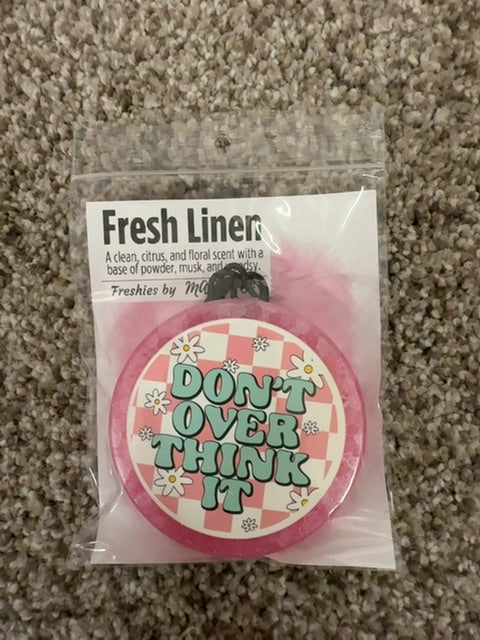 Fresh Linen
A clean, citrus, and floral scent with a
base of powder, musk, and
Freshies by
DON'T
OVER
THINK
IT